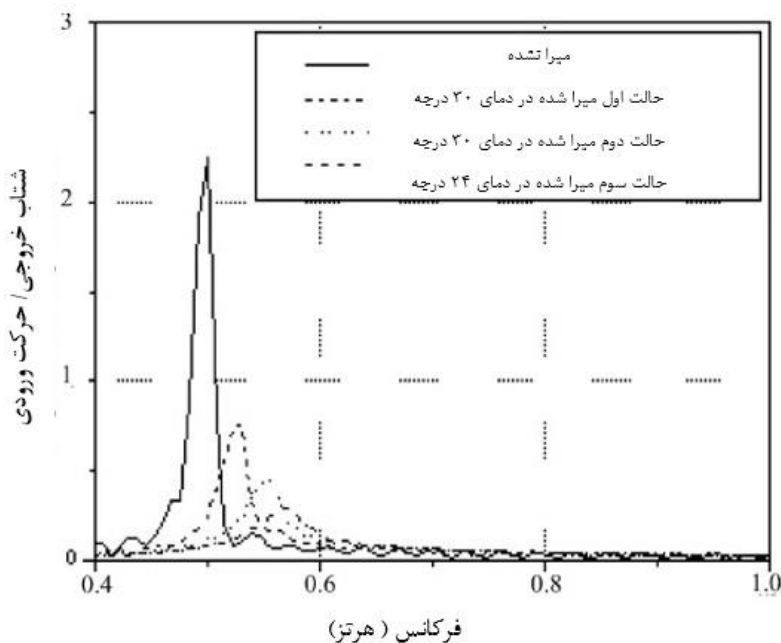 3
2
1
0
میرا نشده
حالت اول میرا شده در دمای ۳۰ درجه
حالت دوم میرا شده در دمای ۳۰ درجه
حالت سوم میرا شده در دمای ۲۴ درجه
شتاب خروجی/ حرکت ورودی
0.4 0.6 0.8 1.0
فرکانس ( هرتز)